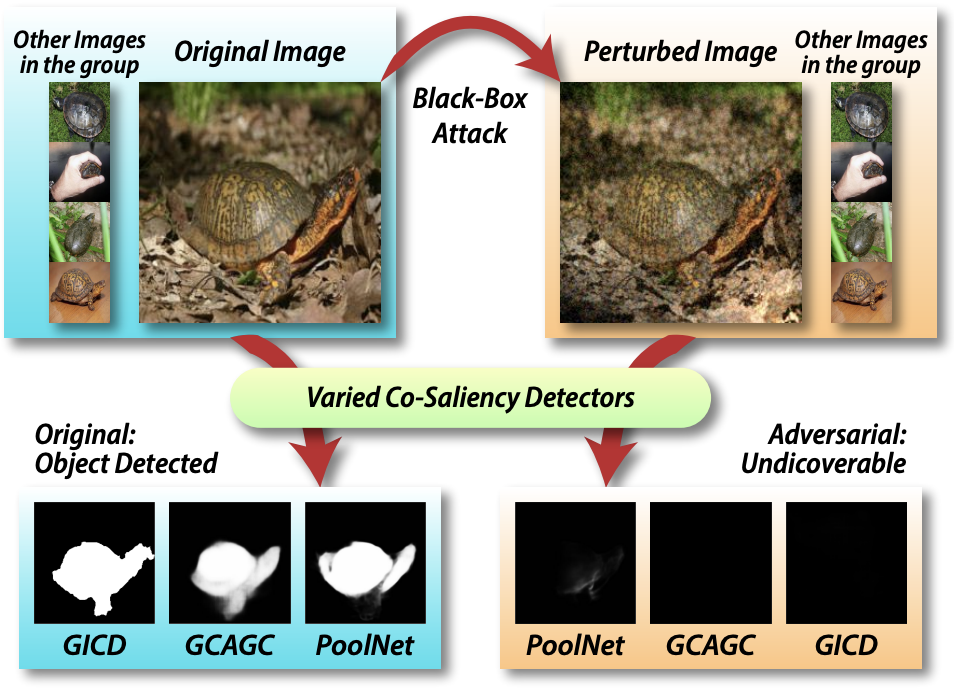 Other Images
in the group
Original Image
Black-Box
Attack
Perturbed Image
Other Images
in the group
Varied Co-Saliency Detectors
Original:
Object Detected
Adversarial:
Undicoverable
GICD
GCAGC
PoolNet
PoolNet
GCAGC
GICD